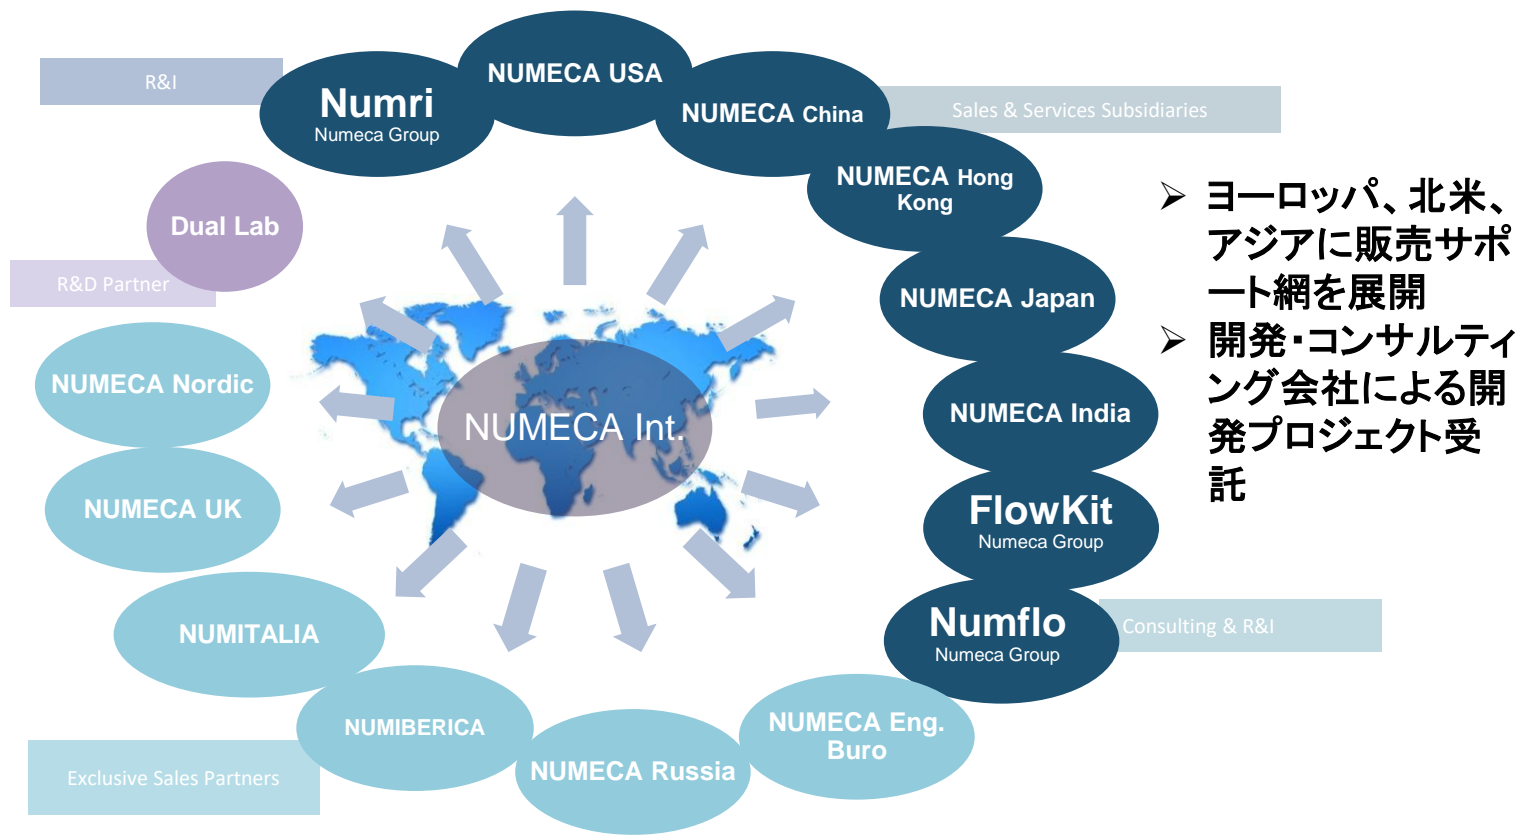 NUMECA USA
R&I
Numri
Numeca Group
NUMECA China
Sales & Services Subsidiaries
NUMECA Hong
Kong
Dual Lab
R&D Partner
NUMECA Japan
NUMECA Nordic
NUMECA Int.
NUMECA India
NUMECA UK
FlowKit
Numeca Group
NUMITALIA
Numflo
Numeca Group
Consulting & R&I
NUMIBERICA
NUMECA Eng.
Buro
NUMECA Russia
Exclusive Sales Partners
➢ ヨーロッパ、北米、
アジアに販売サポ
ート網を展開
➢ 開発・コンサルティ
ング会社による開
発プロジェクト受
託